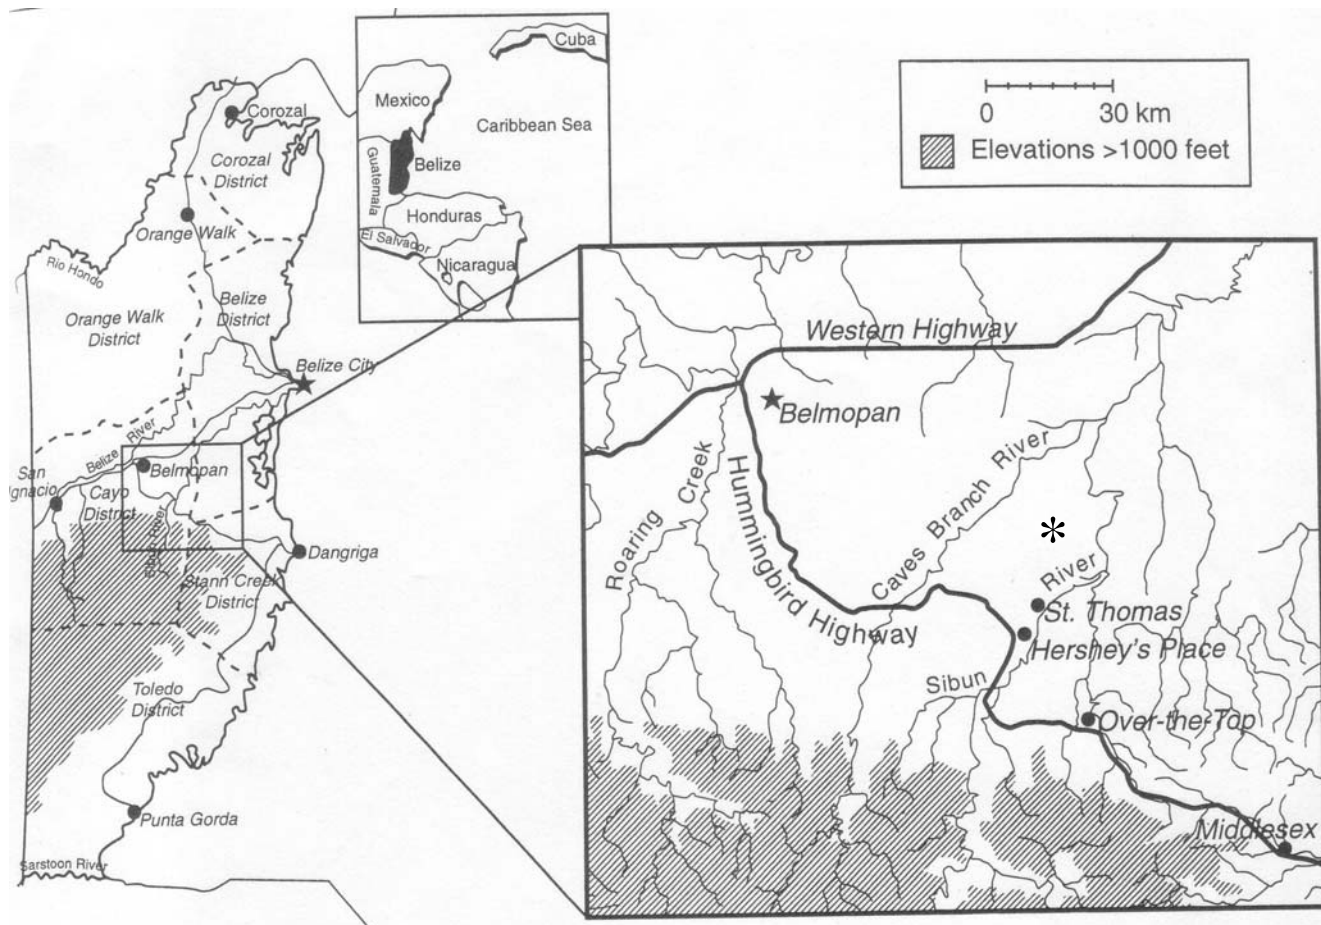 Cuba
Mexico
Caribbean Sea
Guatemala
Belize
Honduras
El Salvador
Nicaragua
0 30 km
Elevations >1000 feet
Corozal
Corozal
District
Orange Walk
Rio Hondo
Orange Walk
District
Belize
District
Belize City
Belize River
San
Ignacio
Belmopan
Cayo
District
Sibun River
Dangriga
Stann Creek
District
Toledo
District
Punta Gorda
Sarstoon River
Western Highway
Belmopan
Roaring Creek
Hummingbird Highway
Caves Branch River
*
Sibun River
St. Thomas
Hershey's Place
Over-the-Top
Middlesex